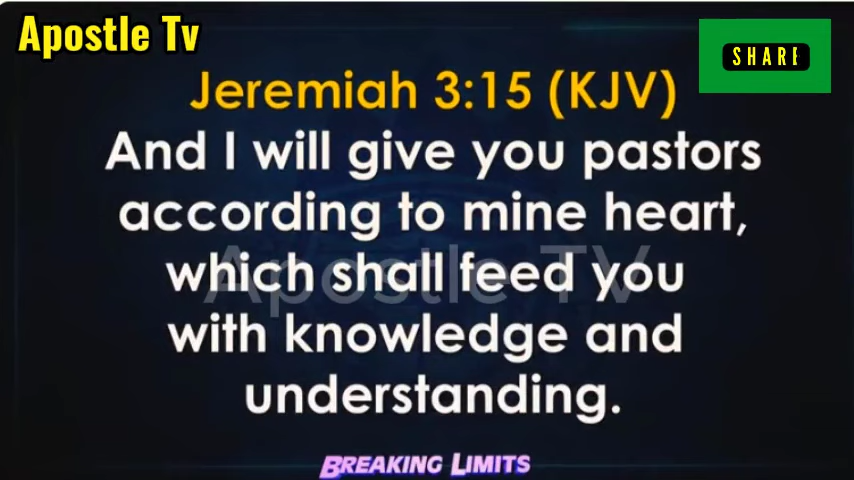 Apostle Tv
SHARE
Jeremiah 3:15 (KJV)
And I will give you pastors
according to mine heart,
which shall feed you
Apostle TV
with knowledge and
understanding.
BREAKING LIMITS